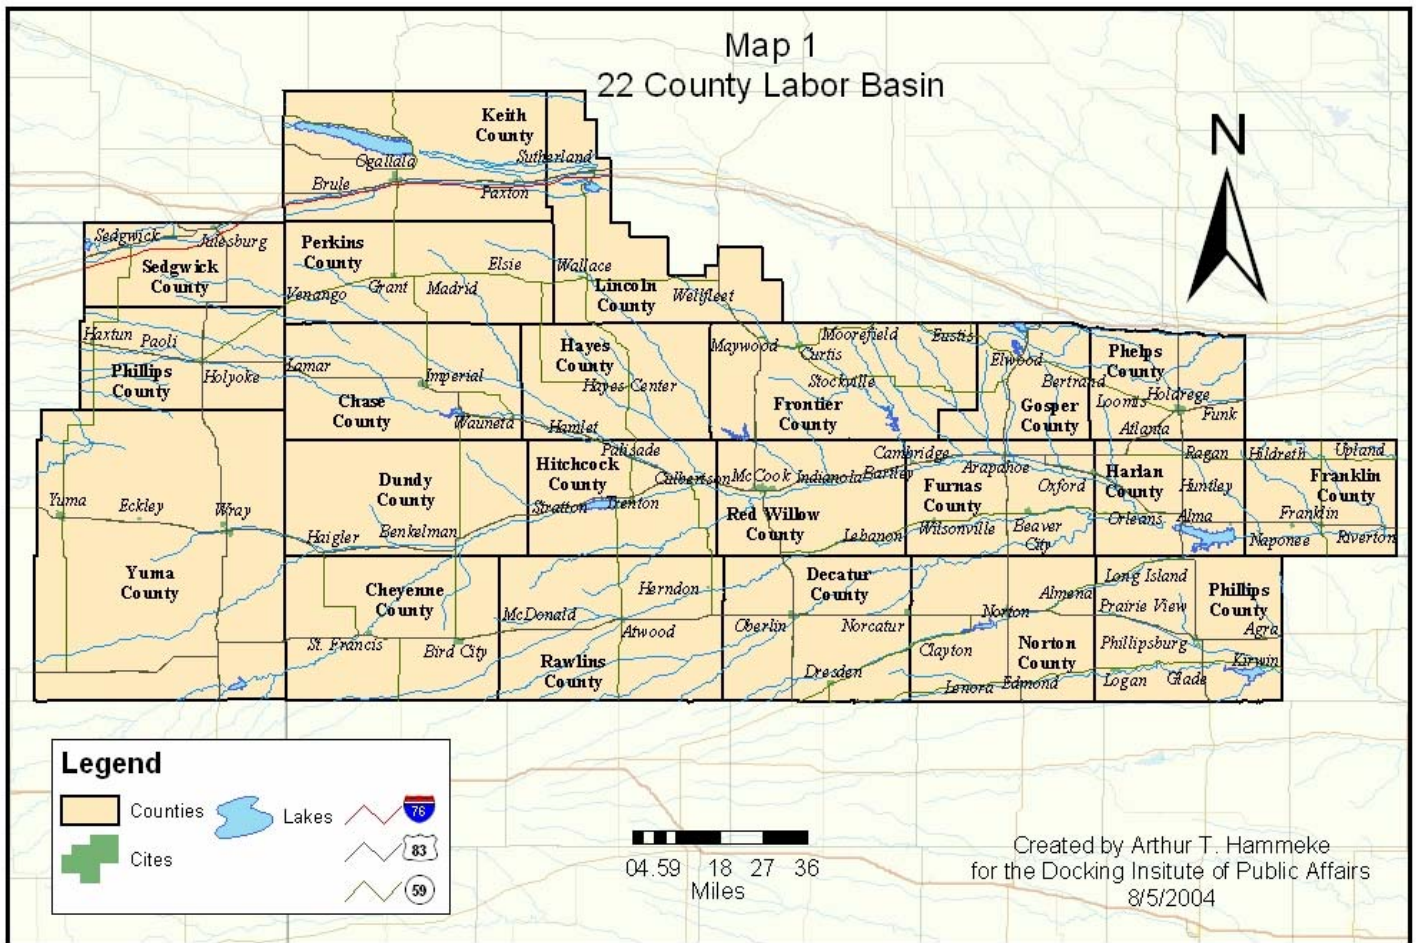 Map 1
22 County Labor Basin
N
Keith
County
Ogallala
Sutherland
Brule
Paxton
Sedgwick
Julesburg
Sedgwick
County
Perkins
County
Venango
Grant
Madrid
Elsie
Wallace
Lincoln
County
Wellfleet
Haxtun
Paoli
Phillips
County
Holyoke
Lamar
Imperial
Chase
County
Wauneta
Hayes
County
Hayes Center
Hamlet
Palisade
Maywood
Moorefield
Curtis
Stockville
Frontier
County
Eustis
Elwood
Gosper
County
Phelps
County
Bertrand
Loomis
Holdrege
Funk
Atlanta
Yuma
Eckley
Wray
Yuma
County
Dundy
County
Haigler
Benkelman
Hitchcock
County
Stratton
Trenton
Culbertson
McCook
Indianola
Bartley
Red Willow
County
Lebanon
Cambridge
Arapahoe
Furnas
County
Oxford
Wilsonville
Beaver
City
Harlan
County
Ragan
Huntley
Orleans
Alma
Hildreth
Upland
Franklin
County
Franklin
Naponee
Riverton
Cheyenne
County
St. Francis
Bird City
McDonald
Herndon
Atwood
Rawlins
County
Decatur
County
Oberlin
Norcatur
Dresden
Norton
Almena
Clayton
Norton
County
Lenora
Edmond
Long Island
Prairie View
Phillips
County
Agra
Phillipsburg
Kirwin
Logan
Glade
Legend
Counties
Lakes
76
Cites
83
59
04.59 18 27 36
Miles
Created by Arthur T. Hammeke
for the Docking Insitute of Public Affairs
8/5/2004